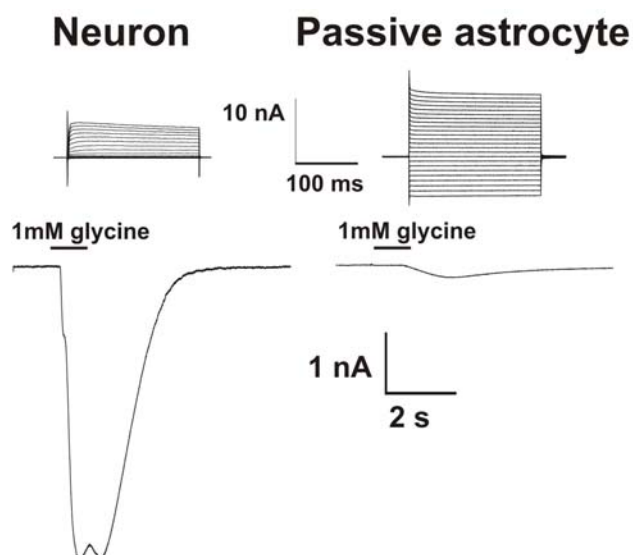 Neuron
Passive astrocyte
10 nA
100 ms
1mM glycine
1mM glycine
1 nA
2 s